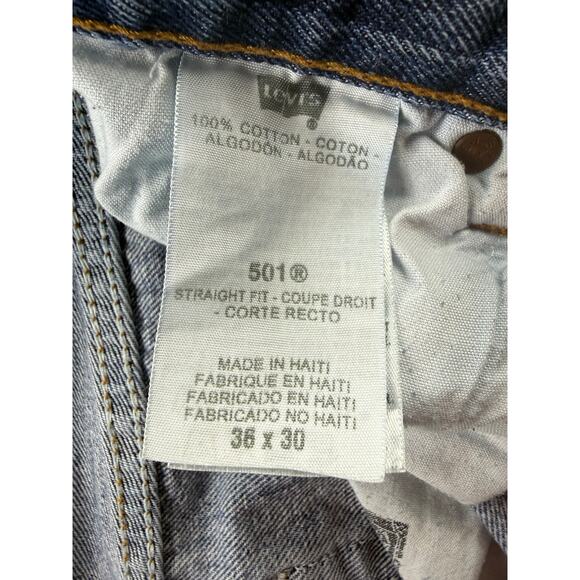 LEVI'S
®
100% COTTON - COTON -
ALGODÓN - ALGODÃO
501®
STRAIGHT FIT - COUPE DROIT
- CORTE RECTO
MADE IN HAITI
FABRIQUE EN HAITI
FABRICADO EN HAITI
FABRICADO NO HAITI
36 x 30